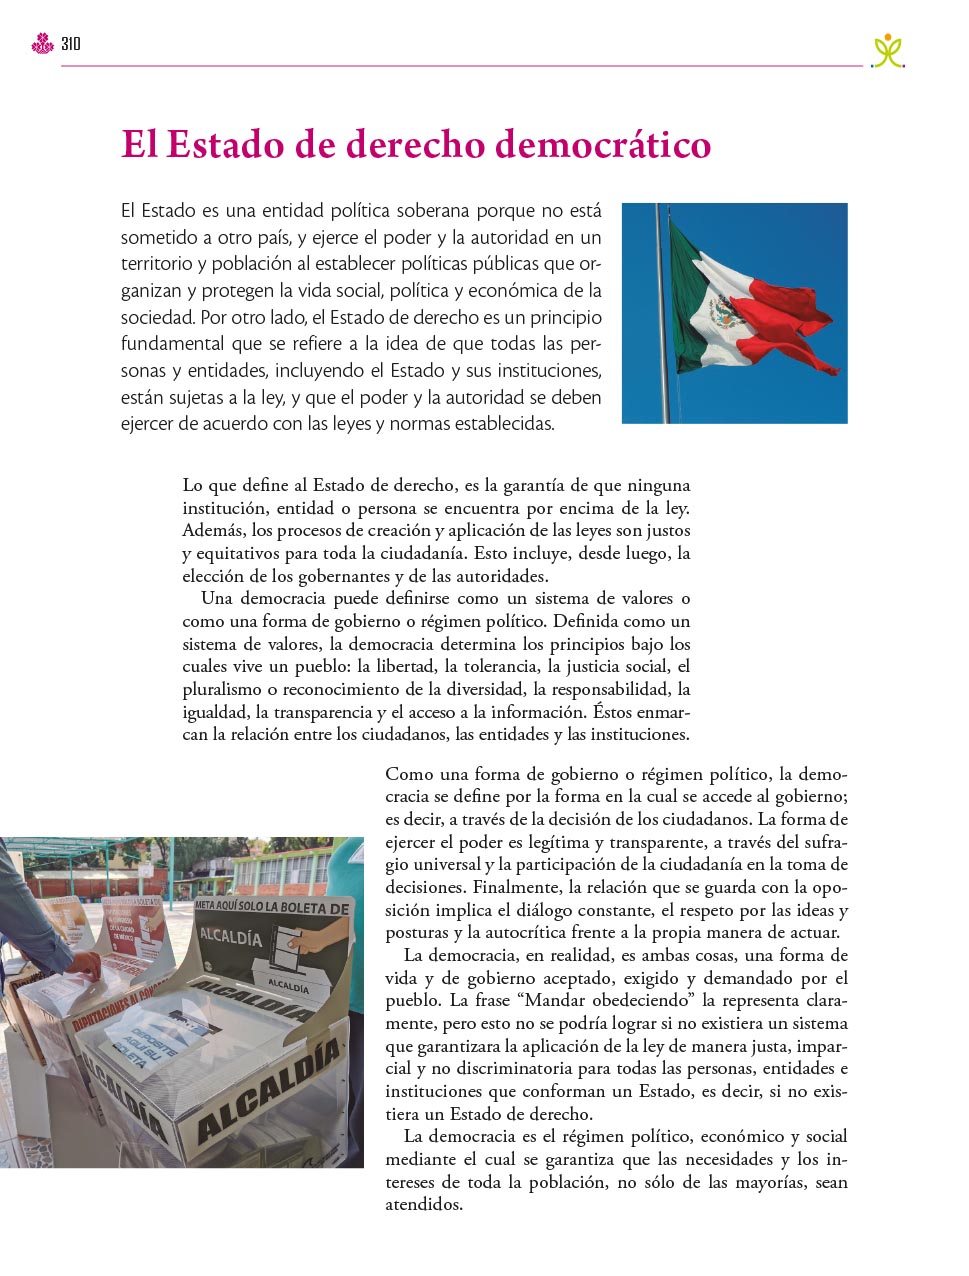 310
El Estado de derecho democrático
El Estado es una entidad política soberana porque no está
sometido a otro país, y ejerce el poder y la autoridad en un
territorio y población al establecer políticas públicas que or-
ganizan y protegen la vida social, política y económica de la
sociedad. Por otro lado, el Estado de derecho es un principio
fundamental que se refiere a la idea de que todas las per-
sonas y entidades, incluyendo el Estado y sus instituciones,
están sujetas a la ley, y que el poder y la autoridad se deben
ejercer de acuerdo con las leyes y normas establecidas.
Lo que define al Estado de derecho, es la garantía de que ninguna
institución, entidad o persona se encuentra por encima de la ley.
Además, los procesos de creación y aplicación de las leyes son justos
y equitativos para toda la ciudadanía. Esto incluye, desde luego, la
elección de los gobernantes y de las autoridades.
Una democracia puede definirse como un sistema de valores o
como una forma de gobierno o régimen político. Definida como un
sistema de valores, la democracia determina los principios bajo los
cuales vive un pueblo: la libertad, la tolerancia, la justicia social, el
pluralismo o reconocimiento de la diversidad, la responsabilidad, la
igualdad, la transparencia y el acceso a la información. Éstos enmar-
can la relación entre los ciudadanos, las entidades y las instituciones.
Como una forma de gobierno o régimen político, la demo-
cracia se define por la forma en la cual se accede al gobierno;
es decir, a través de la decisión de los ciudadanos. La forma de
ejercer el poder es legítima y transparente, a través del sufra-
gio universal y la participación de la ciudadanía en la toma de
decisiones. Finalmente, la relación que se guarda con la opo-
sición implica el diálogo constante, el respeto por las ideas y
posturas y la autocrítica frente a la propia manera de actuar.
La democracia, en realidad, es ambas cosas, una forma de
vida y de gobierno aceptado, exigido y demandado por el
pueblo. La frase “Mandar obedeciendo” la representa clara-
mente, pero esto no se podría lograr si no existiera un sistema
que garantizara la aplicación de la ley de manera justa, impar-
cial y no discriminatoria para todas las personas, entidades e
instituciones que conforman un Estado, es decir, si no exis-
tiera un Estado de derecho.
La democracia es el régimen político, económico y social
mediante el cual se garantiza que las necesidades y los in-
tereses de toda la población, no sólo de las mayorías, sean
atendidos.
META AQUÍ SOLO LA BOLETA DE
ALCALDÍA
ALCALDÍA
ALCALDÍA
DIPUTACIONES AL CONGRESO
DEPOSITE
AQUÍ SU
BOLETA
ALCALDÍA
ALCALDÍA